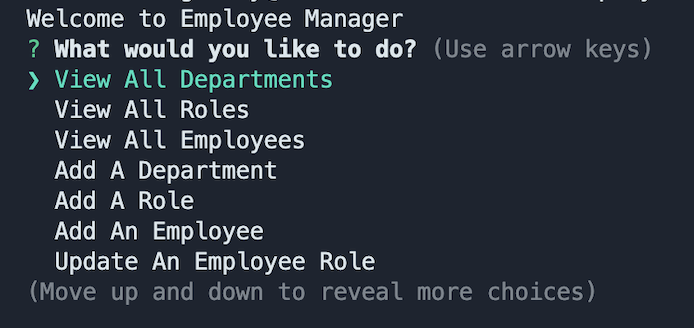 Welcome to Employee Manager
? What would you like to do? (Use arrow keys)
❯ View All Departments
View All Roles
View All Employees
Add A Department
Add A Role
Add An Employee
Update An Employee Role
(Move up and down to reveal more choices)